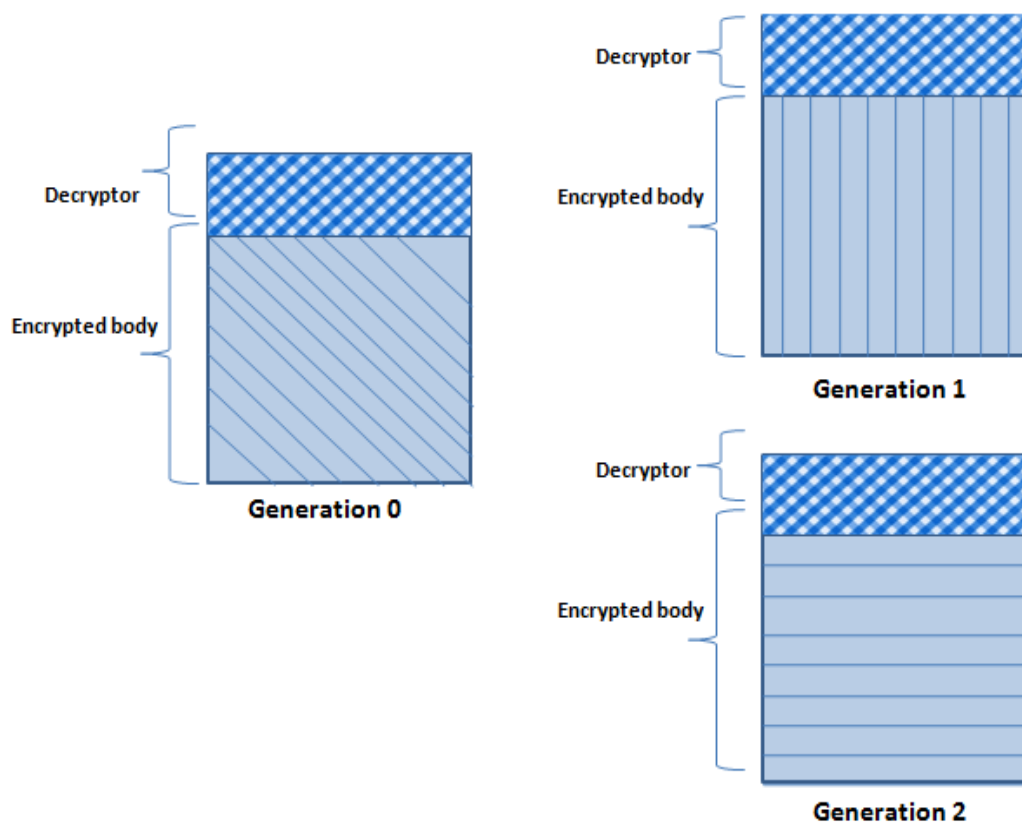 Decryptor
Encrypted body
Generation 0
Decryptor
Encrypted body
Generation 1
Decryptor
Encrypted body
Generation 2